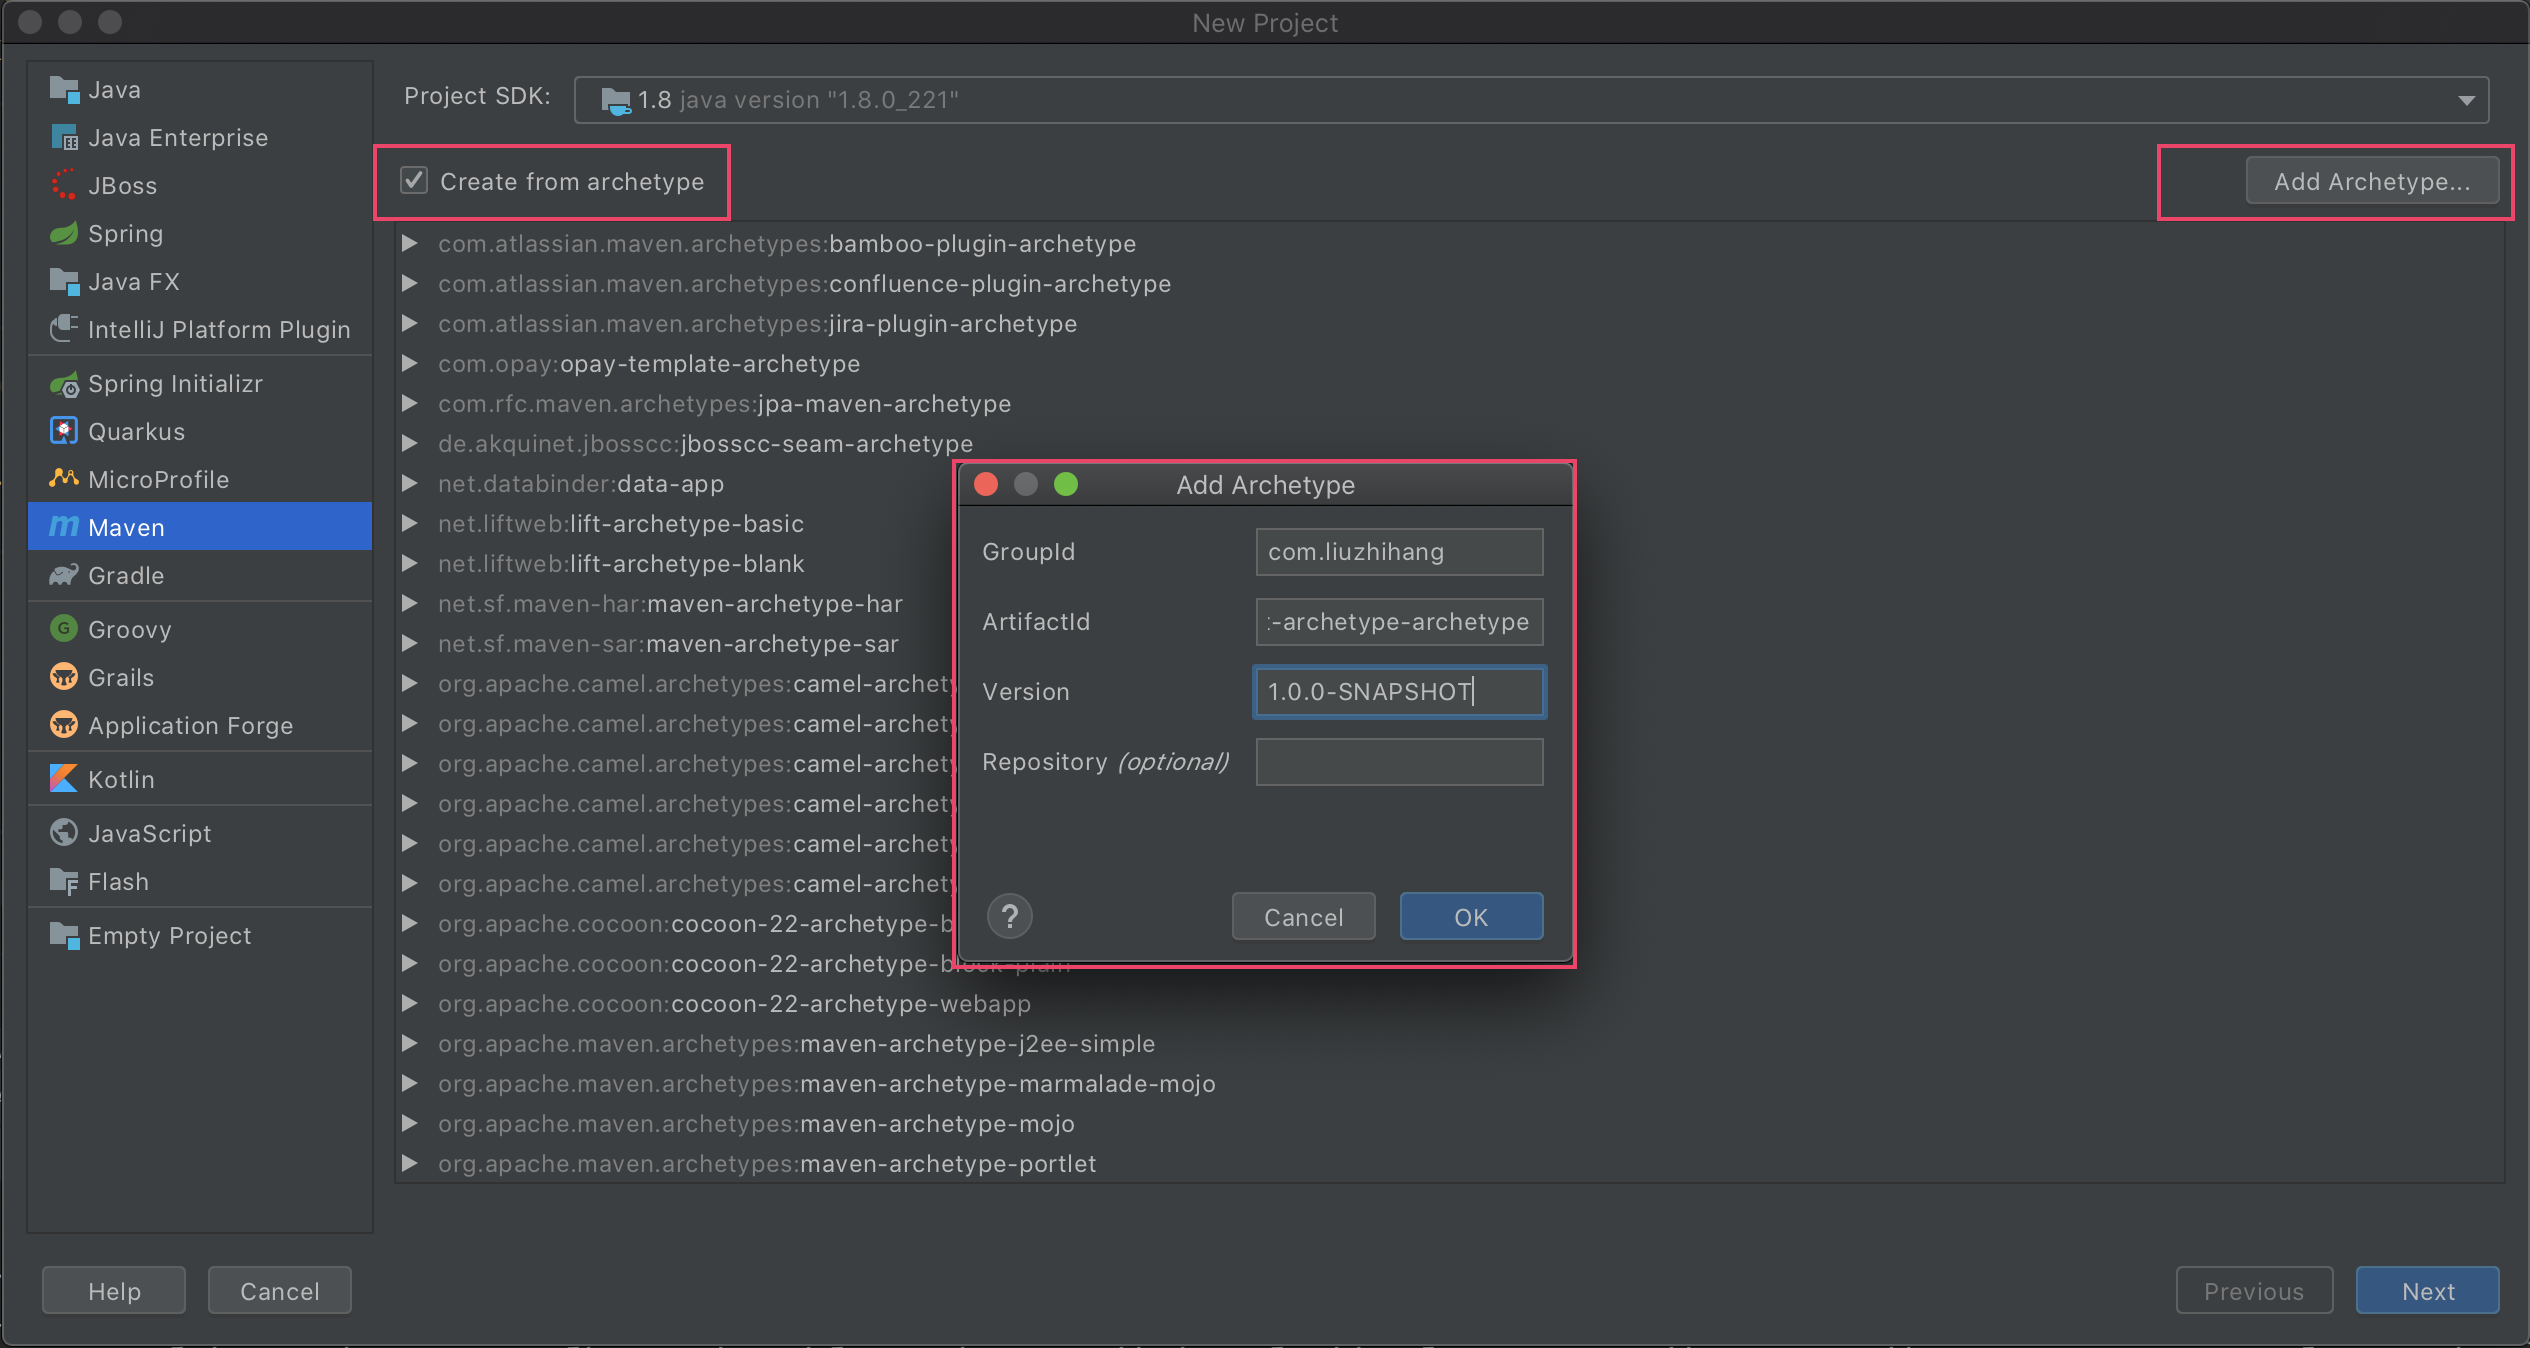 New Project
Java
Java Enterprise
JBoss
Spring
Java FX
IntelliJ Platform Plugin
Spring Initializr
Quarkus
MicroProfile
Maven
Gradle
Groovy
Grails
Application Forge
Kotlin
JavaScript
Flash
Empty Project
Project SDK: 1.8 java version "1.8.0_221"
Create from archetype
Add Archetype...
com.atlassian.maven.archetypes:bamboo-plugin-archetype
com.atlassian.maven.archetypes:confluence-plugin-archetype
com.atlassian.maven.archetypes:jira-plugin-archetype
com.opay:opay-template-archetype
com.rfc.maven.archetypes:jpa-maven-archetype
de.akquinet.jbosscc:jbosscc-seam-archetype
net.databinder:data-app
net.liftweb:lift-archetype-basic
net.liftweb:lift-archetype-blank
net.sf.maven-har:maven-archetype-har
net.sf.maven-sar:maven-archetype-sar
org.apache.camel.archetypes:camel-archety
org.apache.camel.archetypes:camel-archety
org.apache.camel.archetypes:camel-archety
org.apache.camel.archetypes:camel-archety
org.apache.camel.archetypes:camel-archety
org.apache.camel.archetypes:camel-archety
org.apache.cocoon:cocoon-22-archetype-b
org.apache.cocoon:cocoon-22-archetype-block-plain
org.apache.cocoon:cocoon-22-archetype-webapp
org.apache.maven.archetypes:maven-archetype-j2ee-simple
org.apache.maven.archetypes:maven-archetype-marmalade-mojo
org.apache.maven.archetypes:maven-archetype-mojo
org.apache.maven.archetypes:maven-archetype-portlet
Add Archetype
GroupId com.liuzhihang
ArtifactId -archetype-archetype
Version 1.0.0-SNAPSHOT
Repository (optional)
? Cancel OK
Help Cancel Previous Next